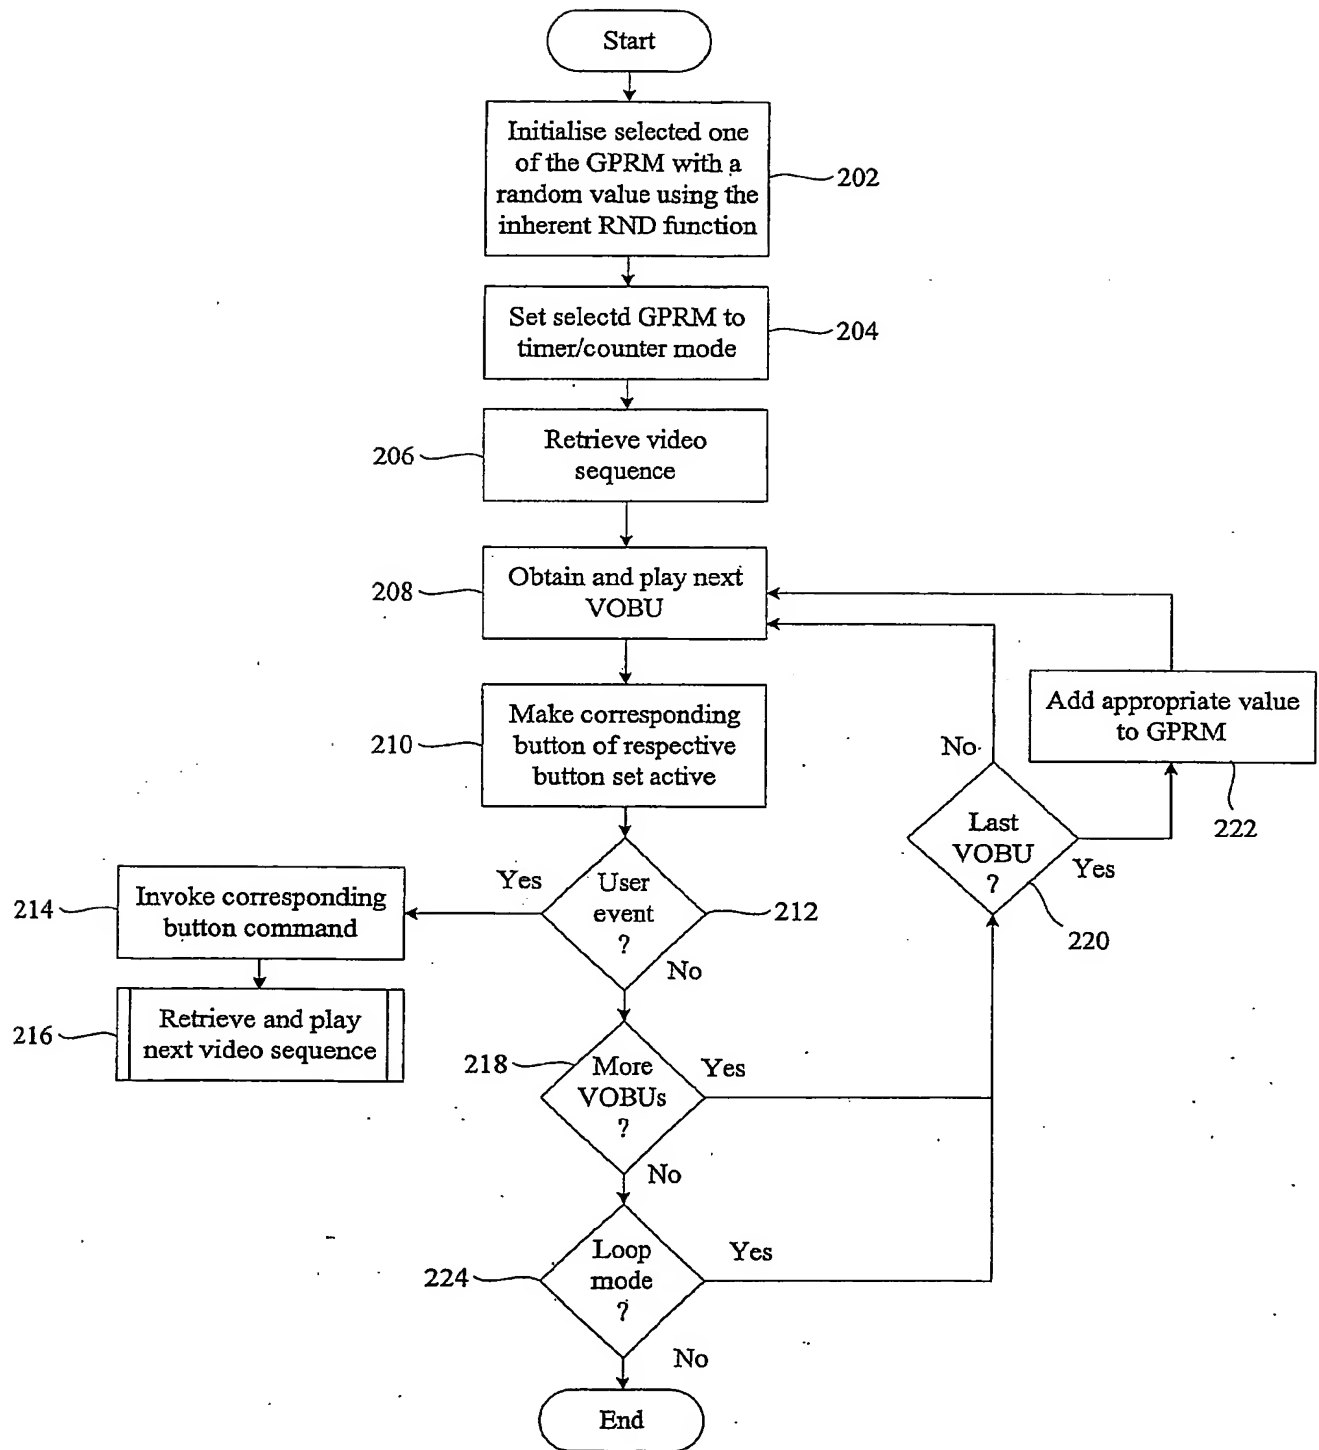 Start
Initialise selected one
of the GPRM with a
random value using the
inherent RND function
202
Set selectd GPRM to
timer/counter mode
204
Retrieve video
sequence
206
Obtain and play next
VOBU
208
Make corresponding
button of respective
button set active
210
User
event
?
212
Yes
No
Invoke corresponding
button command
214
Retrieve and play
next video sequence
216
More
VOBUs
?
218
Yes
No
Last
VOBU
?
220
No
Yes
Add appropriate value
to GPRM
222
Loop
mode
?
224
Yes
No
End